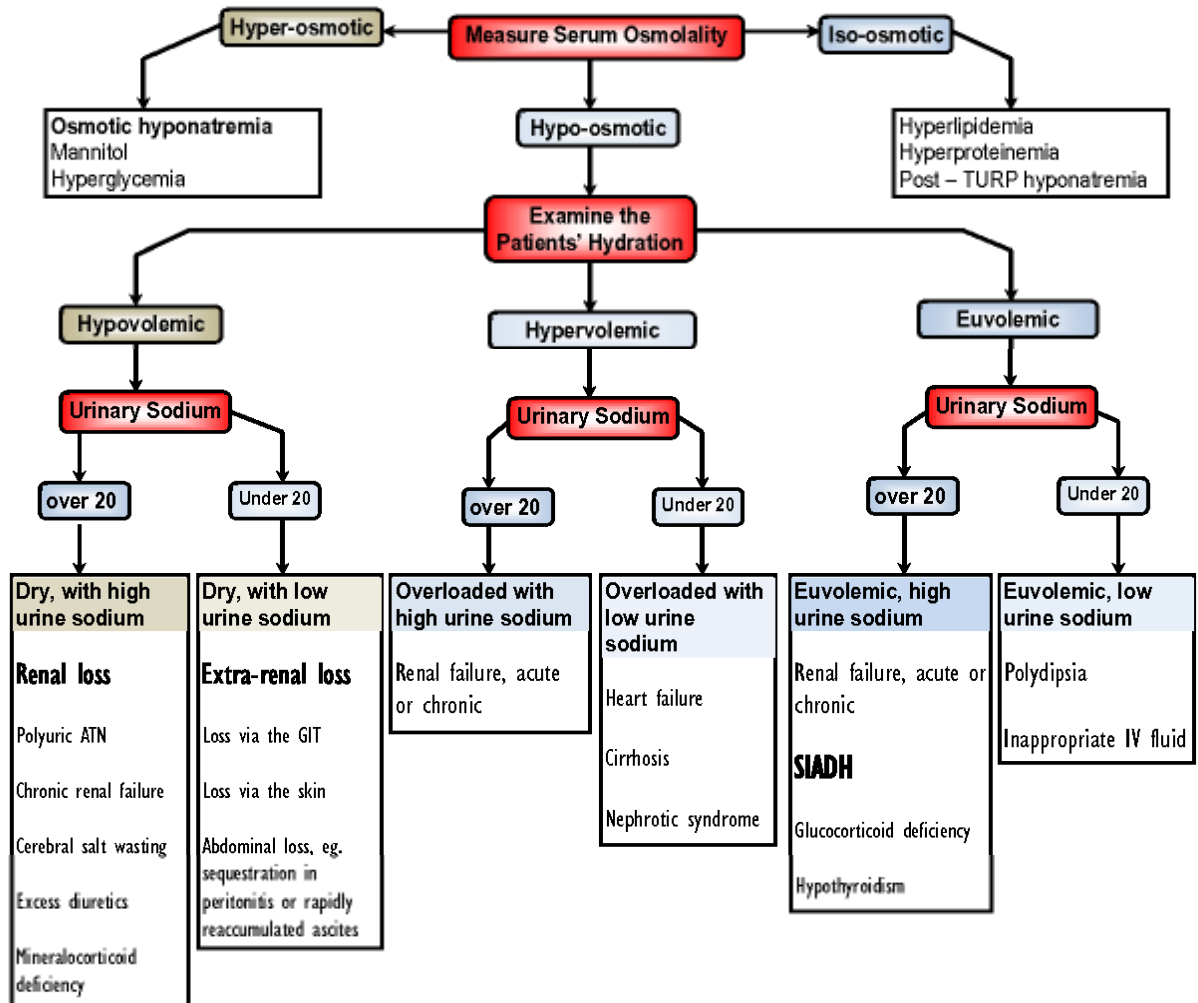 Hyper-osmotic
Measure Serum Osmolality
Iso-osmotic
Osmotic hyponatremia
Mannitol
Hyperglycemia
Hypo-osmotic
Hyperlipidemia
Hyperproteinemia
Post – TURP hyponatremia
Examine the
Patients' Hydration
Hypovolemic
Hypervolemic
Euvolemic
Urinary Sodium
Urinary Sodium
Urinary Sodium
over 20
Under 20
over 20
Under 20
over 20
Under 20
Dry, with high
urine sodium
Renal loss
Polyuric ATN
Chronic renal failure
Cerebral salt wasting
Excess diuretics
Mineralocorticoid
deficiency
Dry, with low
urine sodium
Extra-renal loss
Loss via the GIT
Loss via the skin
Abdominal loss, eg.
sequestration in
peritonitis or rapidly
reaccumulated ascites
Overloaded with
high urine sodium
Renal failure, acute
or chronic
Overloaded with
low urine
sodium
Heart failure
Cirrhosis
Nephrotic syndrome
Euvolemic, high
urine sodium
Renal failure, acute or
chronic
SIADH
Glucocorticoid deficiency
Hypothyroidism
Euvolemic, low
urine sodium
Polydipsia
Inappropriate IV fluid